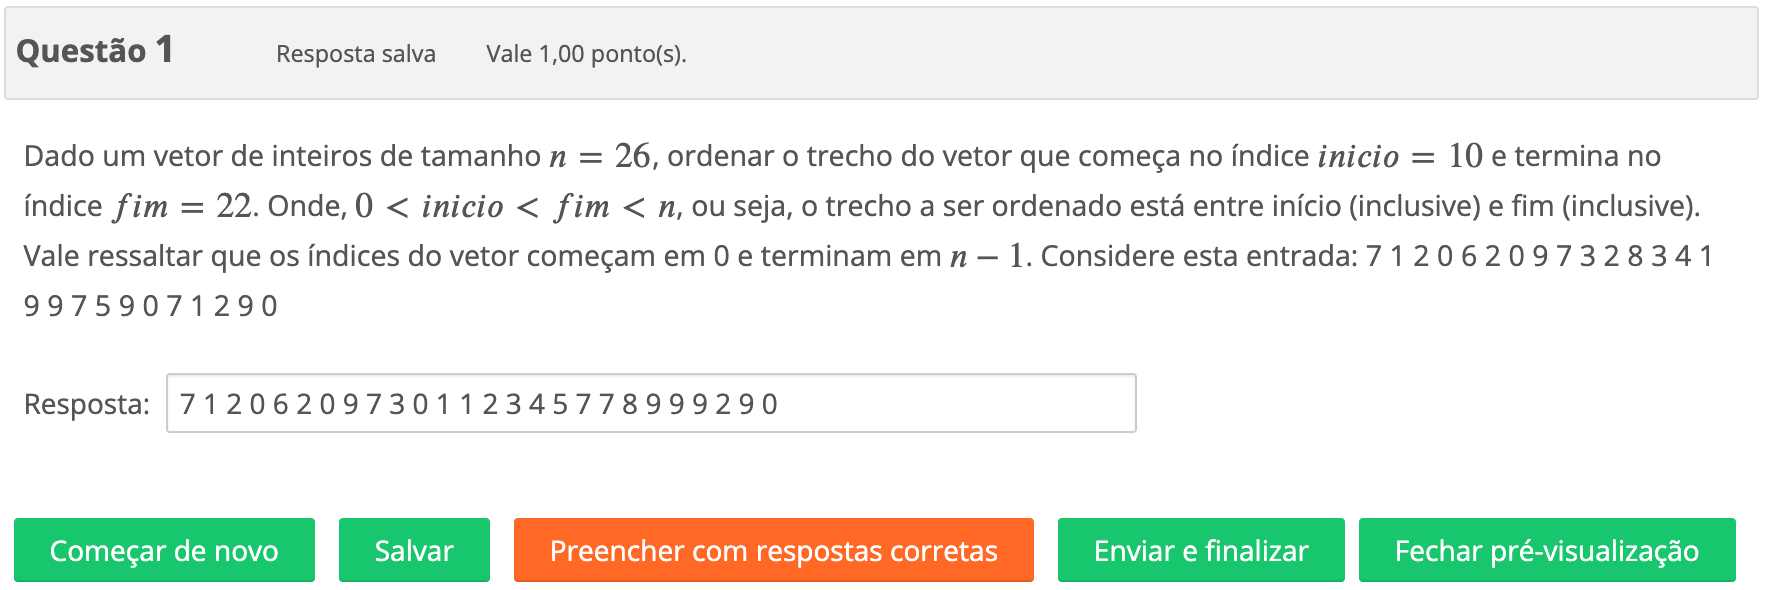 Questão 1 Resposta salva Vale 1,00 ponto(s).
Dado um vetor de inteiros de tamanho n = 26, ordenar o trecho do vetor que começa no índice inicio = 10 e termina no
índice fim = 22. Onde, 0 < inicio < fim < n, ou seja, o trecho a ser ordenado está entre início (inclusive) e fim (inclusive).
Vale ressaltar que os índices do vetor começam em 0 e terminam em n − 1. Considere esta entrada: 7 1 2 0 6 2 0 9 7 3 2 8 3 4 1
9 9 7 5 9 0 7 1 2 9 0
Resposta: 7 1 2 0 6 2 0 9 7 3 0 1 1 2 3 4 5 7 7 8 9 9 9 2 9 0
Começar de novo Salvar Preencher com respostas corretas Enviar e finalizar Fechar pré-visualização